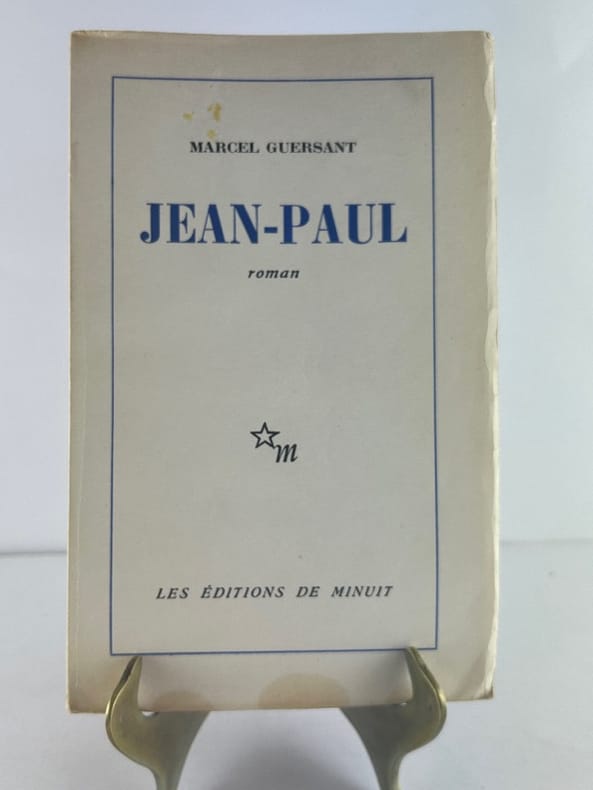 MARCEL GUERSANT
JEAN-PAUL
roman
m
LES ÉDITIONS DE MINUIT